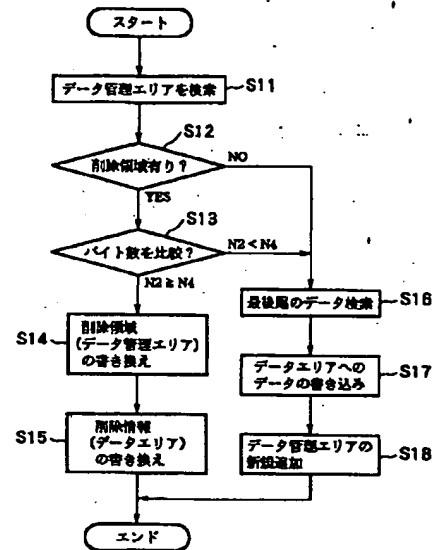 スタート
データ管理エリアを検索
S11
S12
削除領域有り?
NO
YES
S13
バイト数を比較?
N2<N4
N2≧N4
S14
削除領域
(データ管理エリア)
の書き換え
最後尾のデータ検索
S16
データエリアへの
データの書き込み
S17
S15
削除情報
(データエリア)
の書き換え
データ管理エリアの
新規追加
S18
エンド